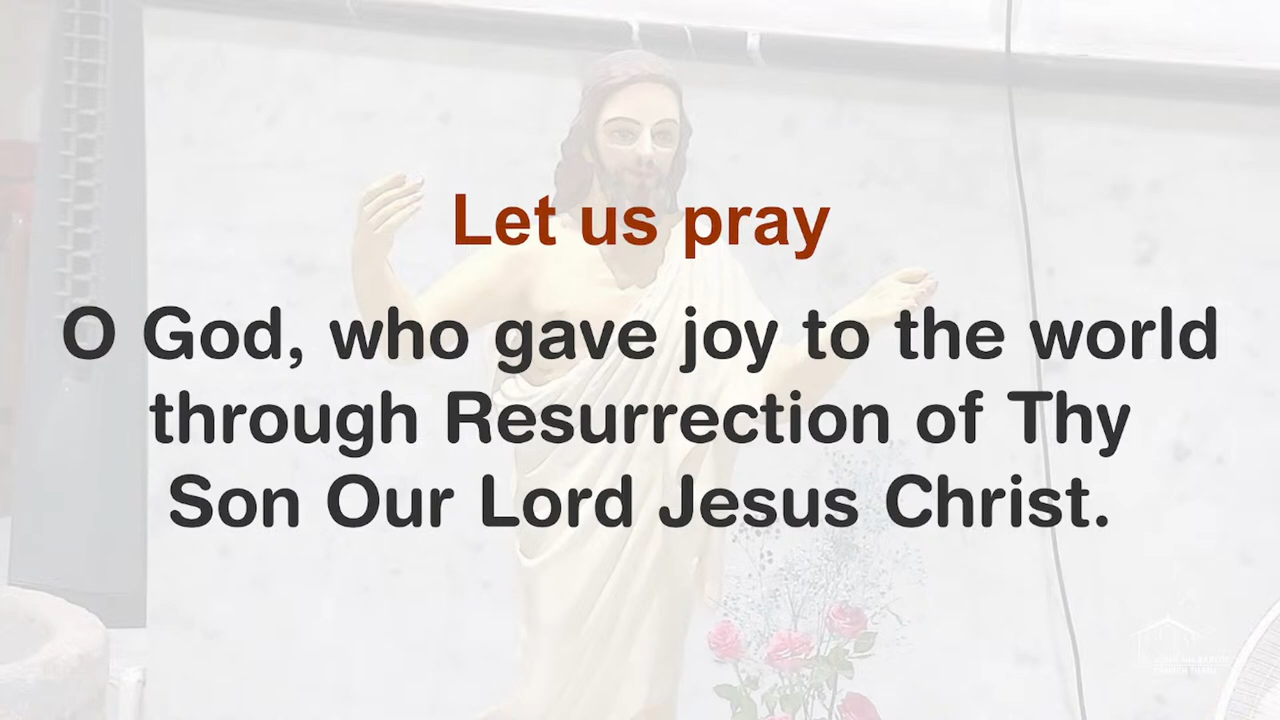 Let us pray
O God, who gave joy to the world
through Resurrection of Thy
Son Our Lord Jesus Christ.